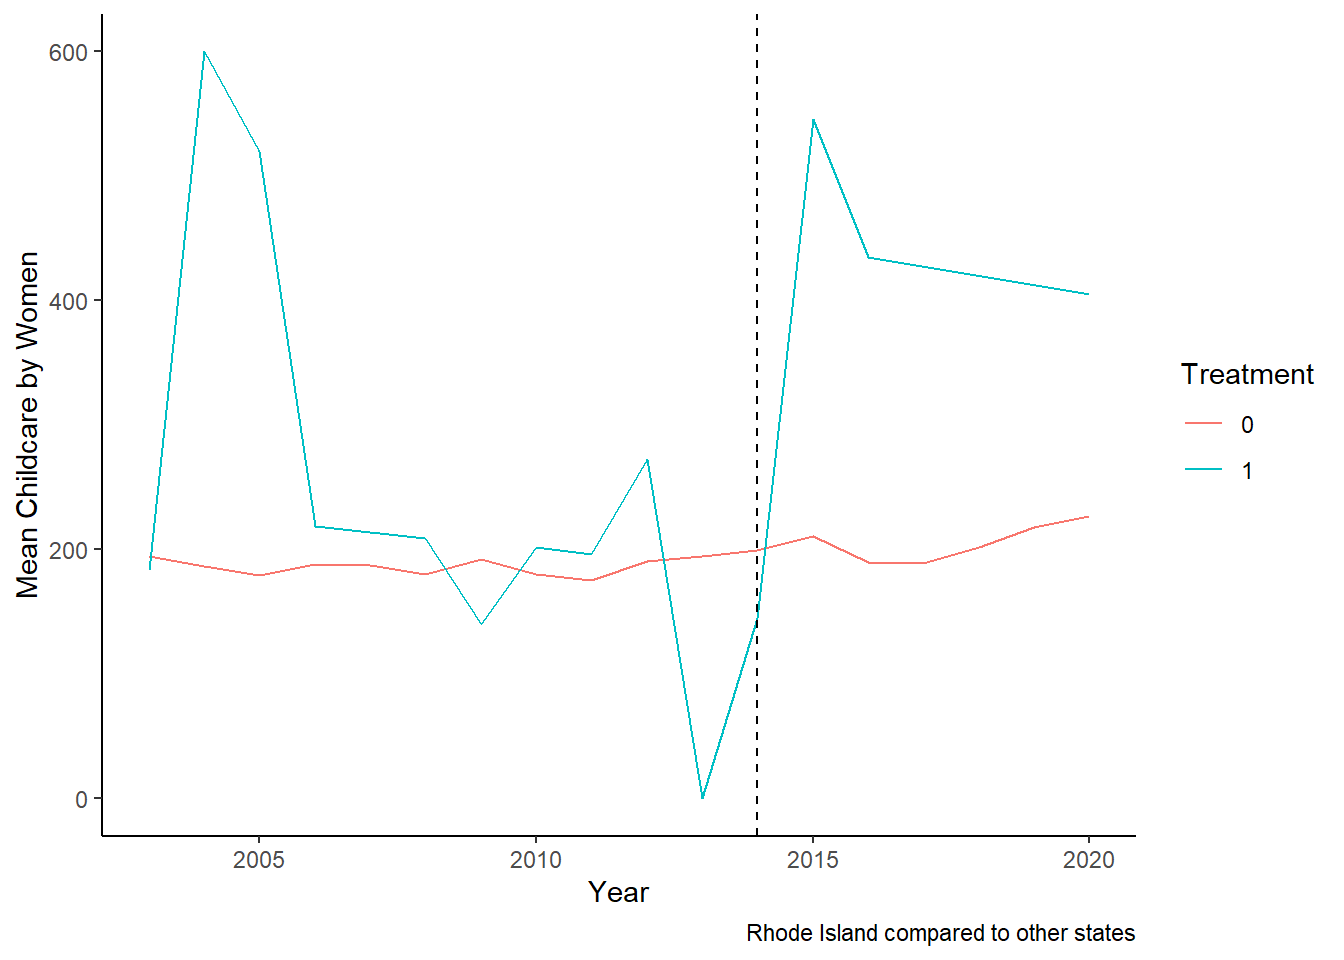 600
400
200
0
Mean Childcare by Women
2005
2010
2015
2020
Year
Treatment
0
1
Rhode Island compared to other states